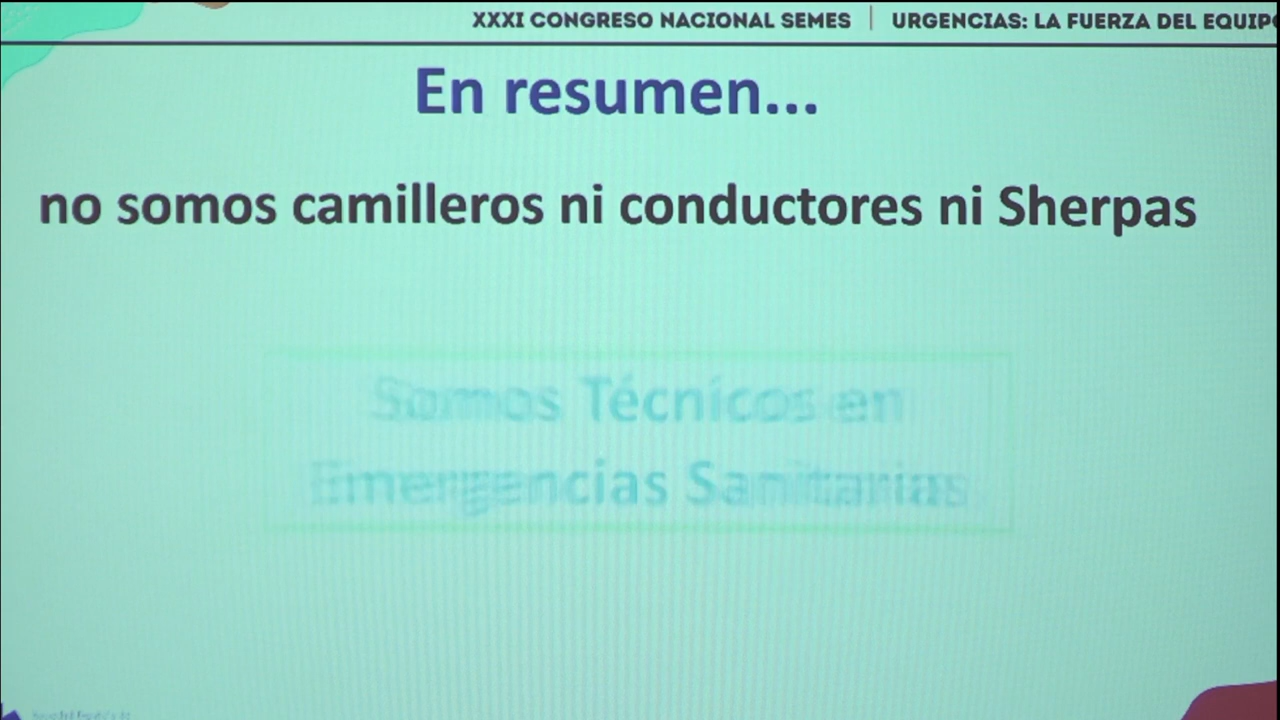 XXXI CONGRESO NACIONAL SEMES | URGENCIAS: LA FUERZA DEL EQUIPO
En resumen...
no somos camilleros ni conductores ni Sherpas
Somos Técnicos en
Emergencias Sanitarias